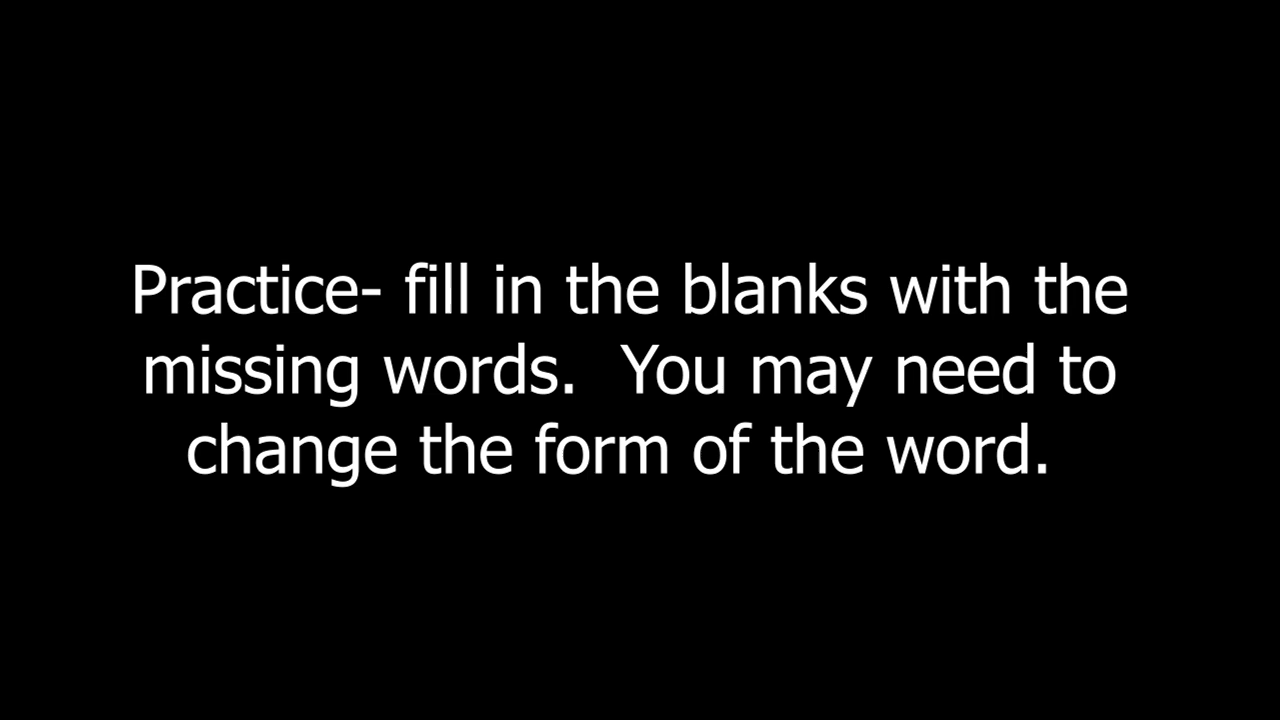 Practice- fill in the blanks with the
missing words.  You may need to
change the form of the word.